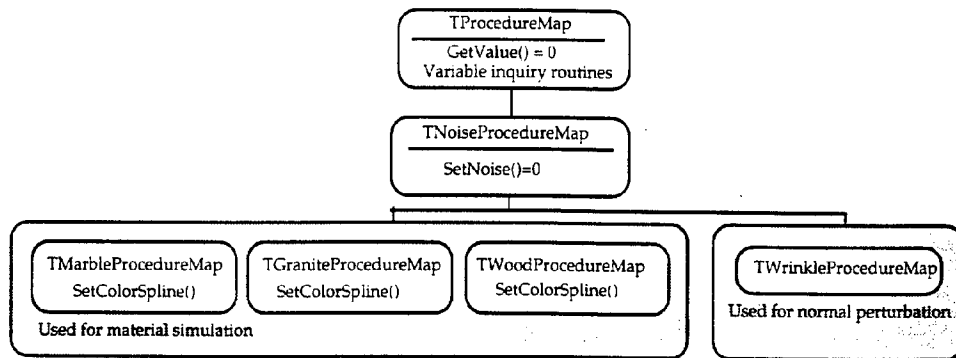 TProcedureMap
GetValue() = 0
Variable inquiry routines
TNoiseProcedureMap
SetNoise()=0
TMarbleProcedureMap
SetColorSpline()
TGraniteProcedureMap
SetColorSpline()
TWoodProcedureMap
SetColorSpline()
Used for material simulation
TWrinkleProcedureMap
Used for normal perturbation